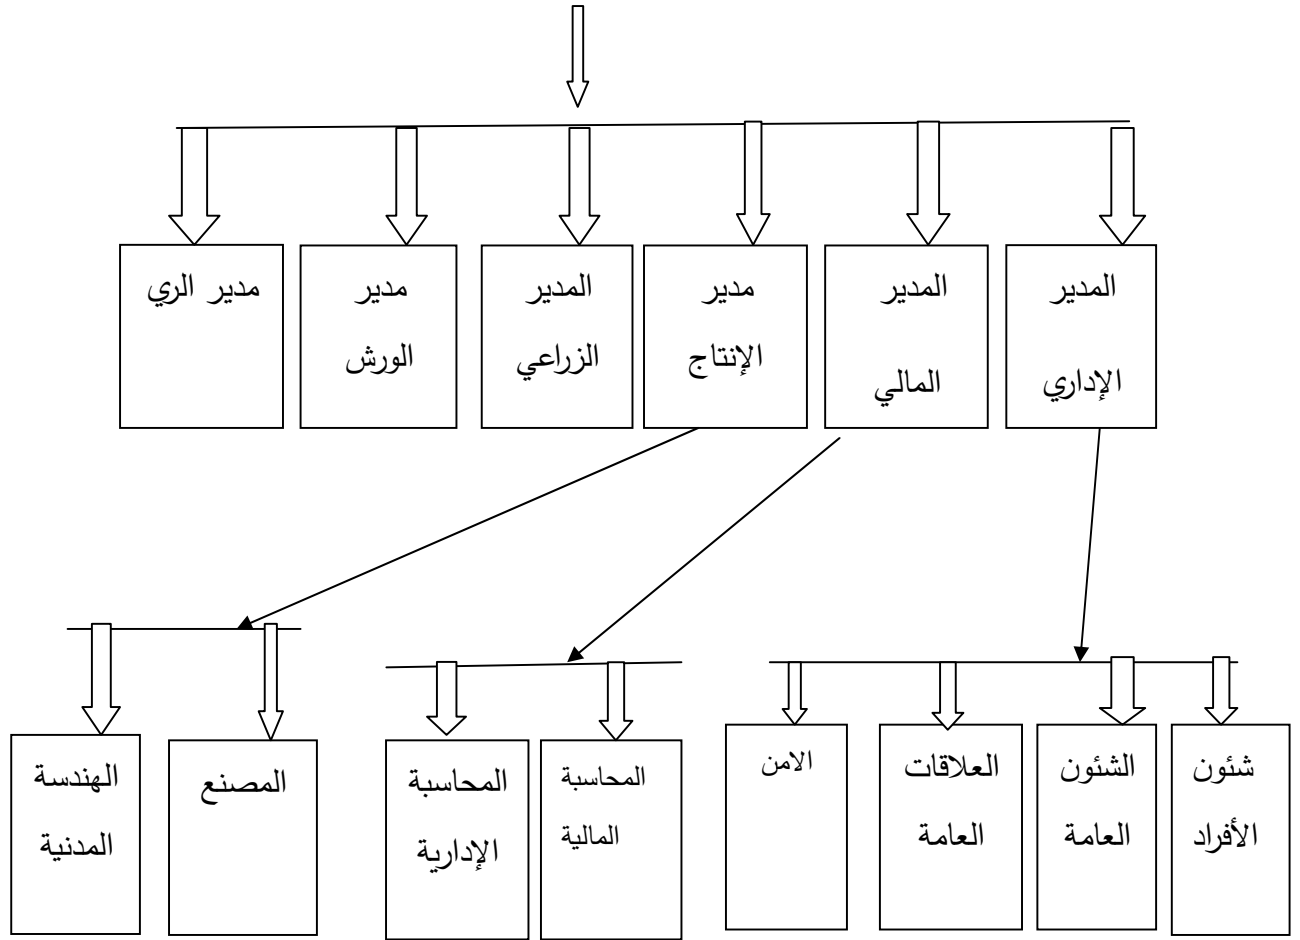 المدير
الإداري
المدير
المالي
مدير
الإنتاج
المدير
الزراعي
مدير
الورش
مدير الري
شئون
الأفراد
الشئون
العامة
العلاقات
العامة
الامن
المحاسبة
المالية
المحاسبة
الإدارية
المصنع
الهندسة
المدنية